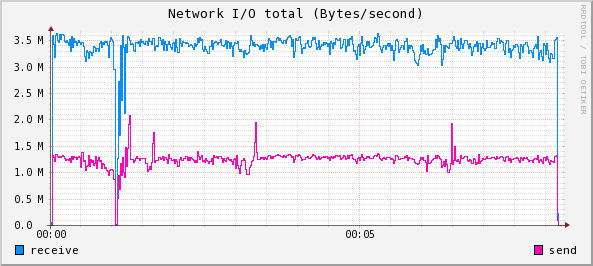 Network I/O total (Bytes/second)
RRDTOOL / TOBI OETIKER
3.5 M
3.0 M
2.5 M
2.0 M
1.5 M
1.0 M
0.5 M
0.0
00:00 00:05
receive send